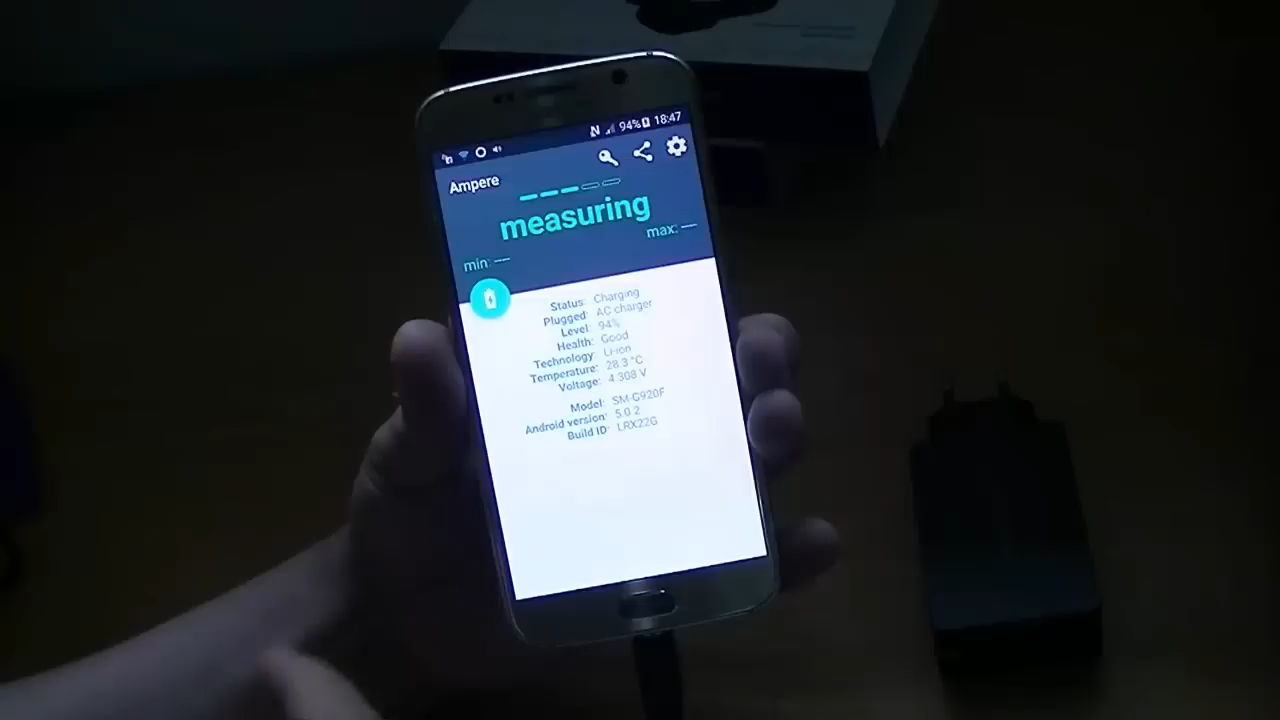 94% 18:47
Ampere
measuring
min: —
max: —
Status: Charging
Plugged: AC charger
Level: 94%
Health: Good
Technology: Li-ion
Temperature: 28.3 °C
Voltage: 4.308 V
Model: SM-G920F
Android version: 5.0.2
Build ID: LRX22G